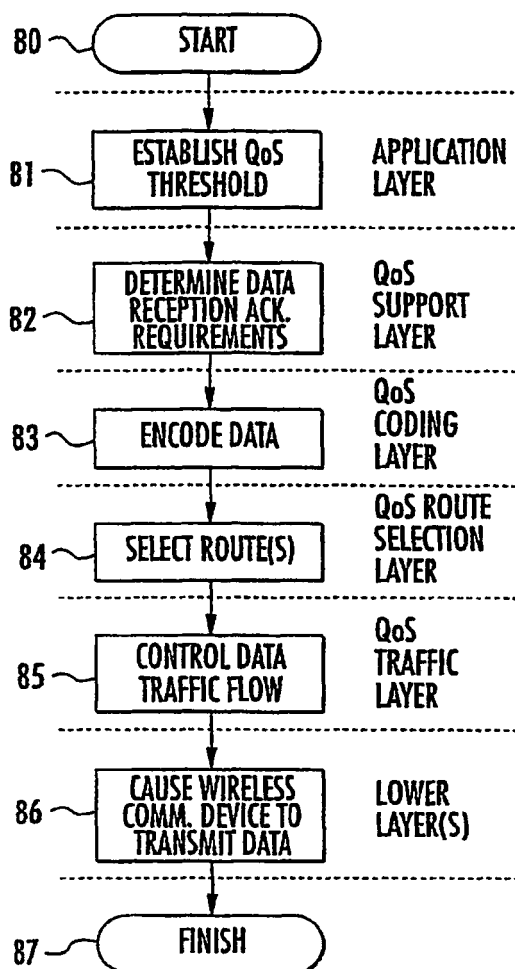 80
START
81
ESTABLISH QoS
THRESHOLD
APPLICATION
LAYER
82
DETERMINE DATA
RECEPTION ACK.
REQUIREMENTS
QoS
SUPPORT
LAYER
83
ENCODE DATA
QoS
CODING
LAYER
84
SELECT ROUTE(S)
QoS ROUTE
SELECTION
LAYER
85
CONTROL DATA
TRAFFIC FLOW
QoS
TRAFFIC
LAYER
86
CAUSE WIRELESS
COMM. DEVICE TO
TRANSMIT DATA
LOWER
LAYER(S)
87
FINISH